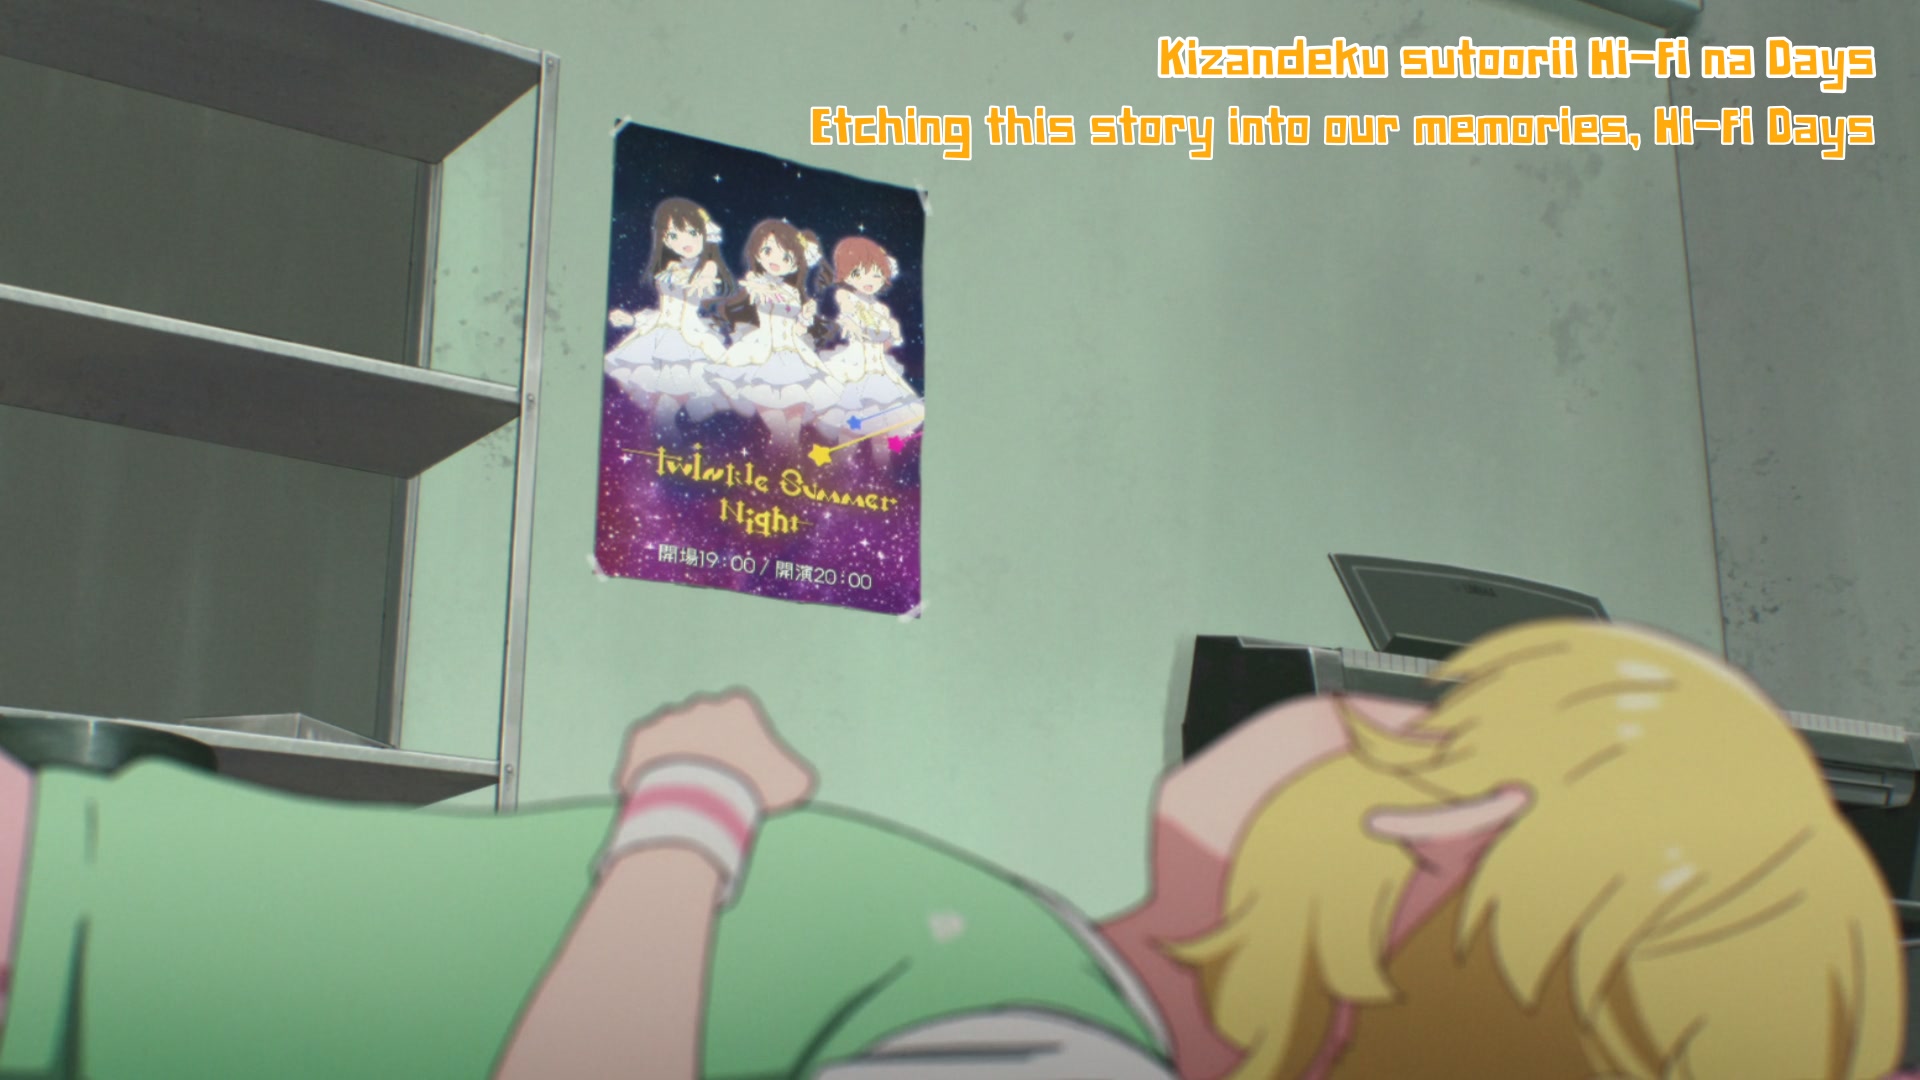 Kizandeku sutoorii Hi-Fi na Days
Etching this story into our memories, Hi-Fi Days
Twinkle Summer
Night
開場19:00 / 開演20:00